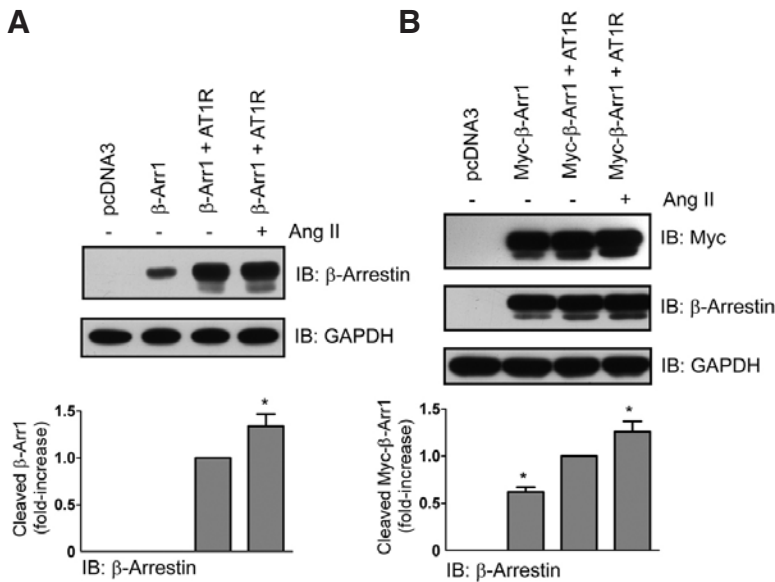 A
pcDNA3
β-Arr1
β-Arr1 + AT1R
β-Arr1 + AT1R
- - - + Ang II
IB: β-Arrestin
IB: GAPDH
Cleaved β-Arr1
(fold-increase)
1.5
1.0
0.5
0
*
IB: β-Arrestin
B
pcDNA3
Myc-β-Arr1
Myc-β-Arr1 + AT1R
Myc-β-Arr1 + AT1R
- - - + Ang II
IB: Myc
IB: β-Arrestin
IB: GAPDH
Cleaved Myc-β-Arr1
(fold-increase)
1.5
1.0
0.5
0
*
*
IB: β-Arrestin